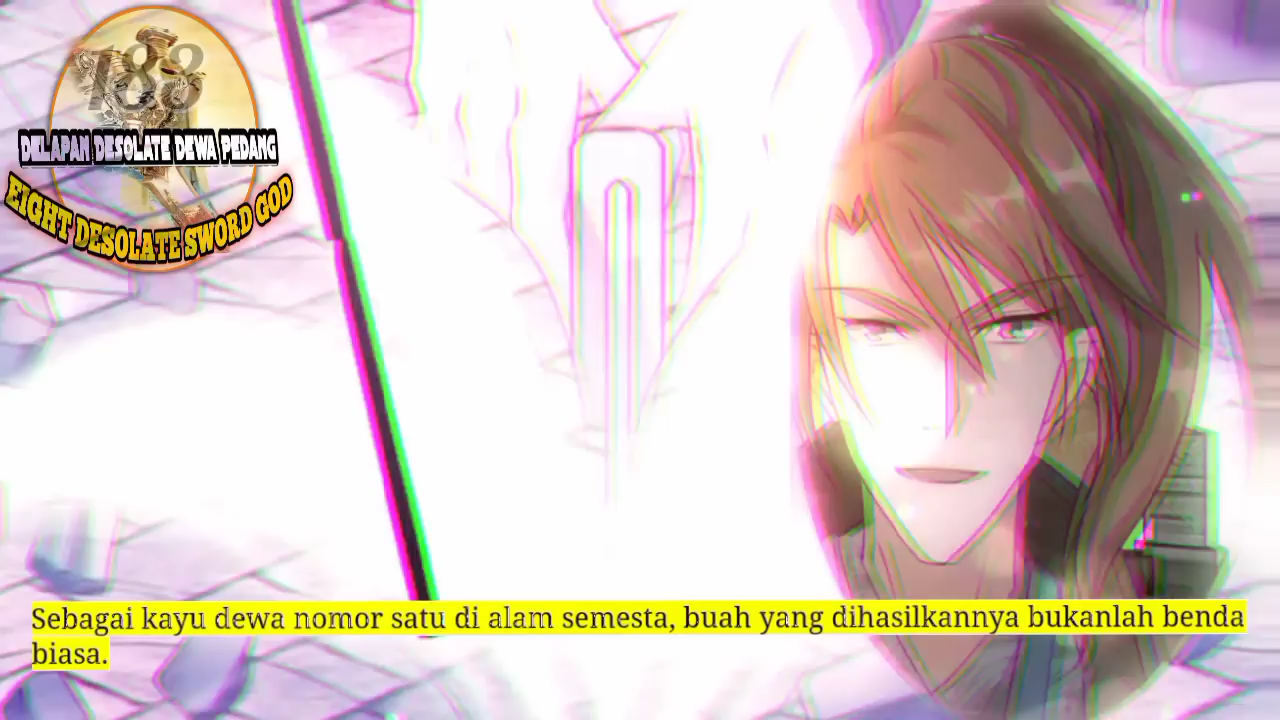 188
DELAPAN DESOLATE DEWA PEDANG
EIGHT DESOLATE SWORD GOD
Sebagai kayu dewa nomor satu di alam semesta, buah yang dihasilkannya bukanlah benda
biasa.